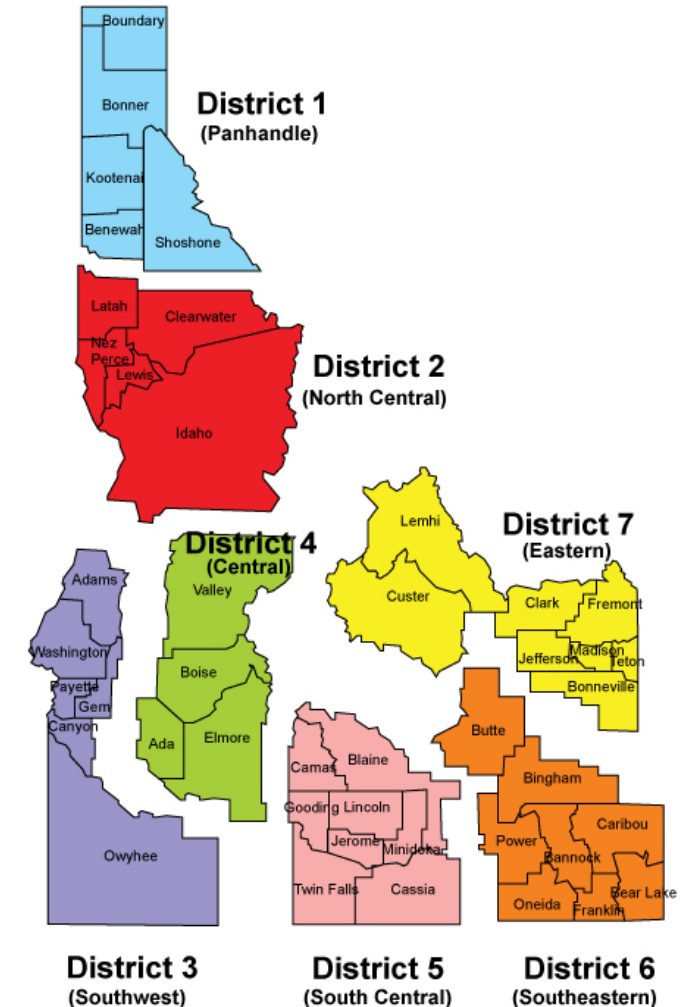 Boundary
Bonner
District 1
(Panhandle)
Kootenai
Benewah
Shoshone
Latah
Clearwater
Nez
Perce
Lewis
District 2
(North Central)
Idaho
Lemhi
District 7
(Eastern)
Custer
Clark
Fremont
Madison
Jefferson
Teton
Bonneville
District 4
(Central)
Valley
Boise
Ada
Elmore
Adams
Washington
Payette
Gem
Canyon
Owyhee
Camas
Blaine
Gooding
Lincoln
Jerome
Minidoka
Twin Falls
Cassia
Butte
Bingham
Power
Caribou
Bannock
Bear Lake
Oneida
Franklin
District 3
(Southwest)
District 5
(South Central)
District 6
(Southeastern)